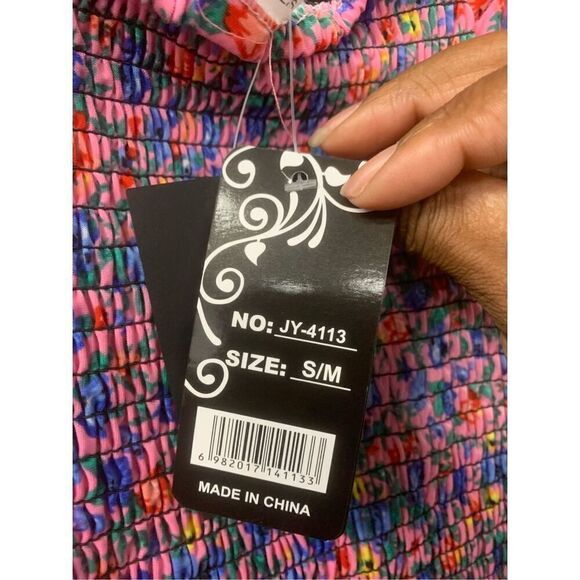 NO: JY-4113
SIZE: S/M
6 982017 141133
MADE IN CHINA